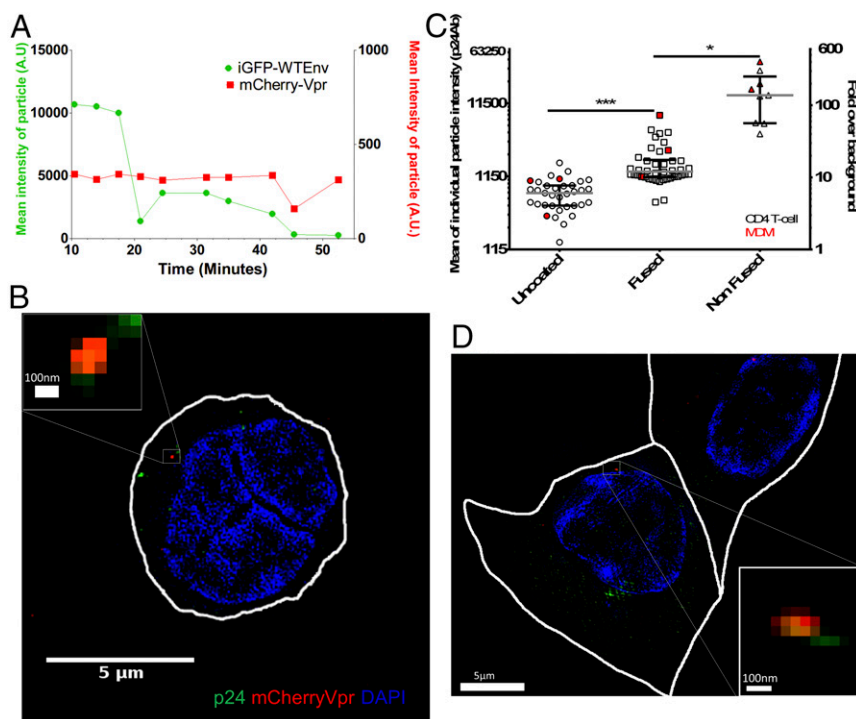 A
Mean intensity of particle (A.U)
15000
10000
5000
0
iGFP-WTEnv
mCherry-Vpr
1000
500
0
Mean Intensity of particle (A.U.)
10
20
30
40
50
Time (Minutes)
B
100nm
5 µm
p24 mCherryVpr DAPI
C
Mean of individual particle intensity (p24Ab)
63250
11500
1150
115
***
*
CD4 T-cell
MDM
600
100
10
1
Fold over background
Uncoated
Fused
Non Fused
D
5µm
100nm